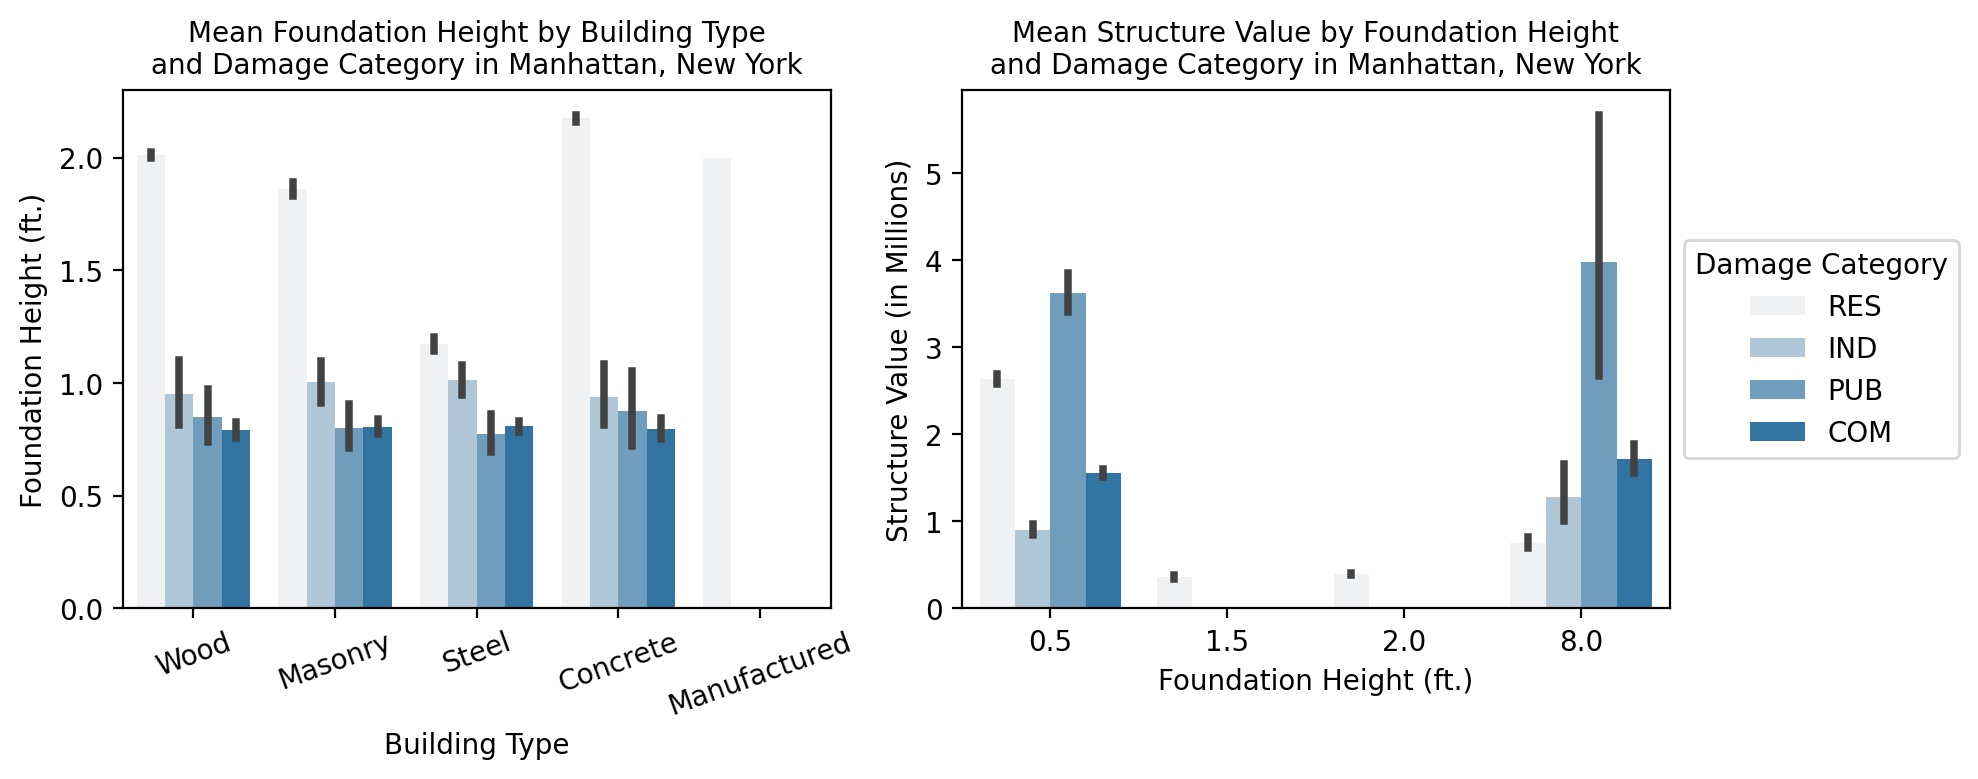 Mean Foundation Height by Building Type
and Damage Category in Manhattan, New York
Foundation Height (ft.)
2.0
1.5
1.0
0.5
0.0
Wood
Masonry
Steel
Concrete
Manufactured
Building Type
Mean Structure Value by Foundation Height
and Damage Category in Manhattan, New York
Structure Value (in Millions)
5
4
3
2
1
0
0.5
1.5
2.0
8.0
Foundation Height (ft.)
Damage Category
RES
IND
PUB
COM